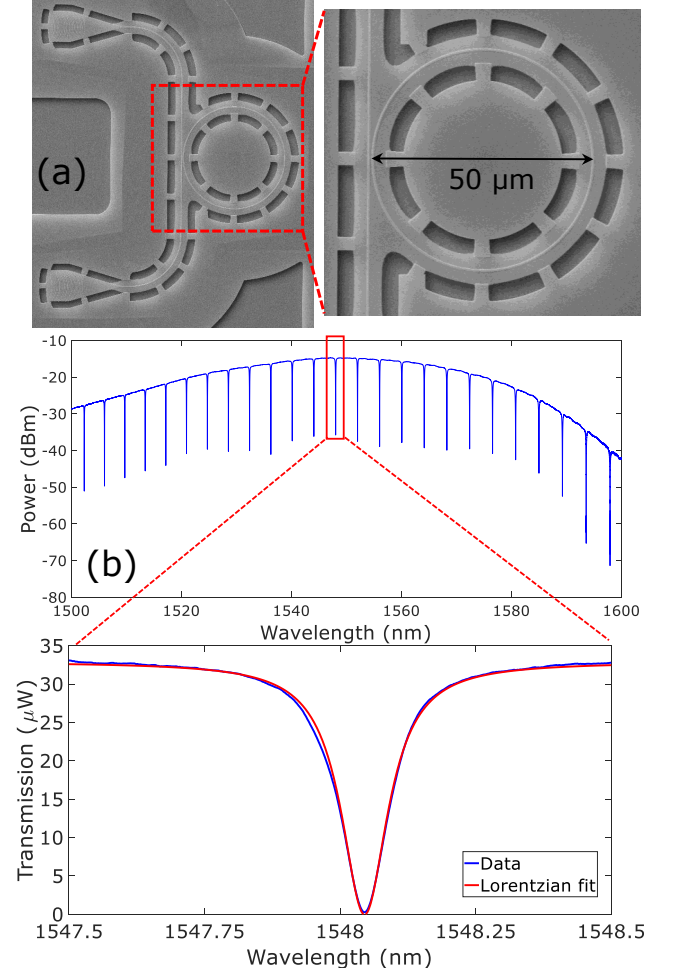 (a)
50 μm
-10
-20
-30
-40
-50
-60
-70
-80
Power (dBm)
(b)
1500 1520 1540 1560 1580 1600
Wavelength (nm)
35
30
25
20
15
10
5
0
Transmission (μW)
Data
Lorentzian fit
1547.5 1547.75 1548 1548.25 1548.5
Wavelength (nm)